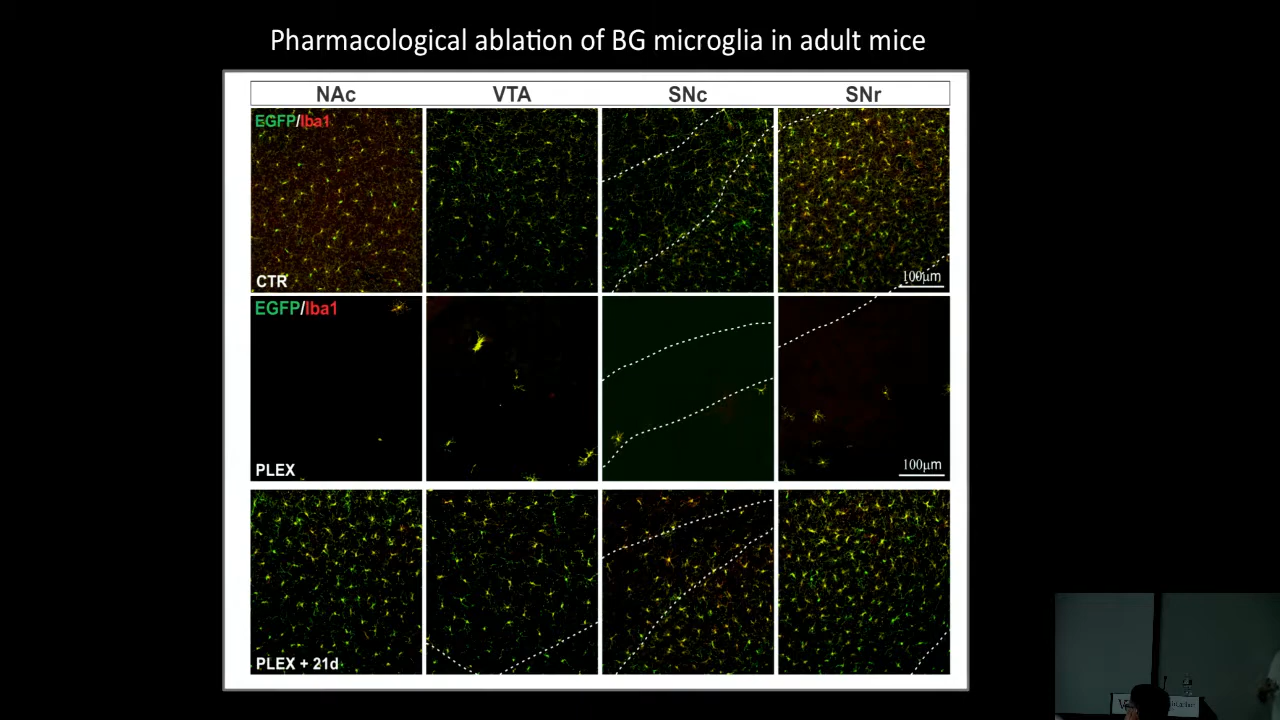 Pharmacological ablation of BG microglia in adult mice
NAc VTA SNc SNr
EGFP/Iba1
CTR
100µm
EGFP/Iba1
PLEX
100µm
PLEX + 21d